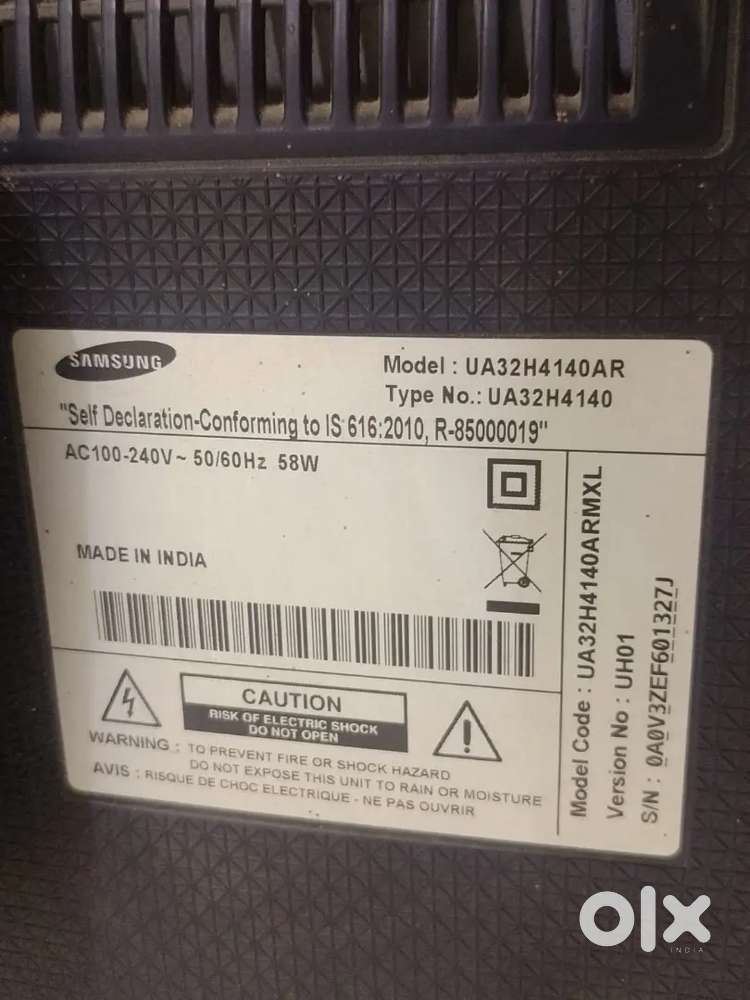 SAMSUNG
Model : UA32H4140AR
Type No.: UA32H4140
"Self Declaration-Conforming to IS 616:2010, R-85000019"
AC100-240V~ 50/60Hz 58W
MADE IN INDIA
CAUTION
RISK OF ELECTRIC SHOCK
DO NOT OPEN
WARNING : TO PREVENT FIRE OR SHOCK HAZARD
DO NOT EXPOSE THIS UNIT TO RAIN OR MOISTURE
AVIS : RISQUE DE CHOC ELECTRIQUE - NE PAS OUVRIR
Model Code : UA32H4140ARMXL
Version No : UH01
S/N : 0A0V3ZEF601327J
olx
INDIA